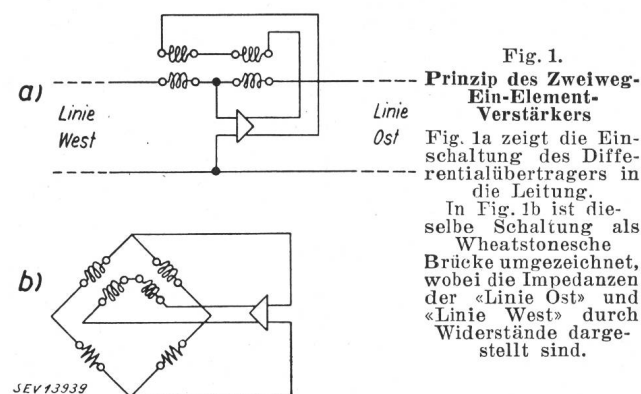 a)
Linie
West
Linie
Ost
b)
SEV13939
Fig. 1.
Prinzip des Zweiweg-
Ein-Element-
Verstärkers
Fig. 1a zeigt die Ein-
schaltung des Diffe-
rentialübertragers in
die Leitung.
In Fig. 1b ist die-
selbe Schaltung als
Wheatstonesche
Brücke umgezeichnet,
wobei die Impedanzen
der «Linie Ost» und
«Linie West» durch
Widerstände darge-
stellt sind.